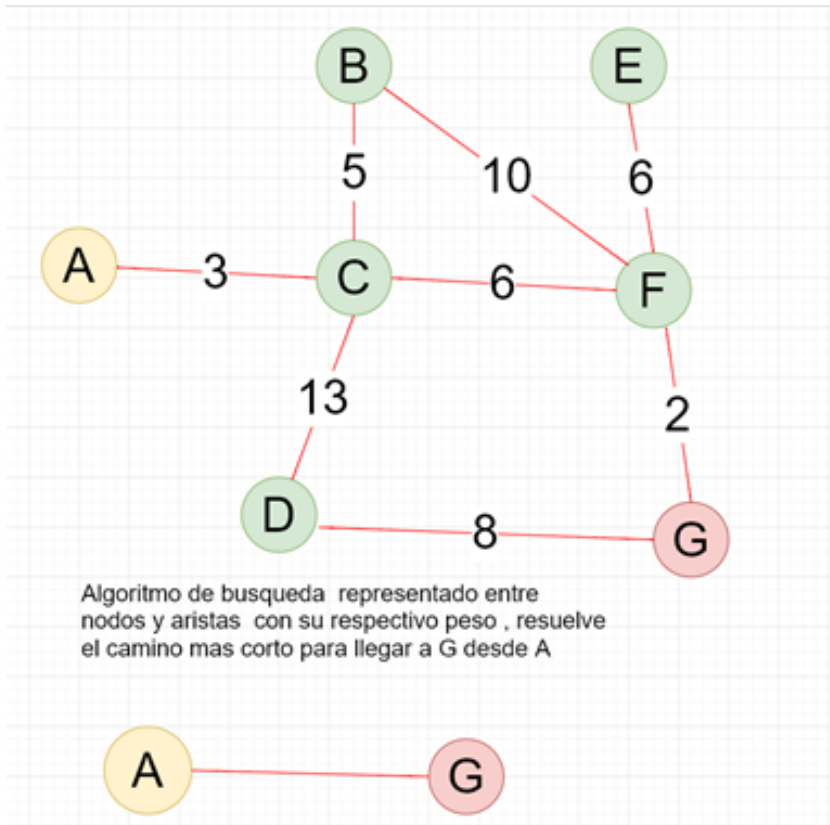 B E
5 10 6
A 3 C 6 F
13 2
D 8 G
Algoritmo de busqueda representado entre
nodos y aristas con su respectivo peso , resuelve
el camino mas corto para llegar a G desde A
A G